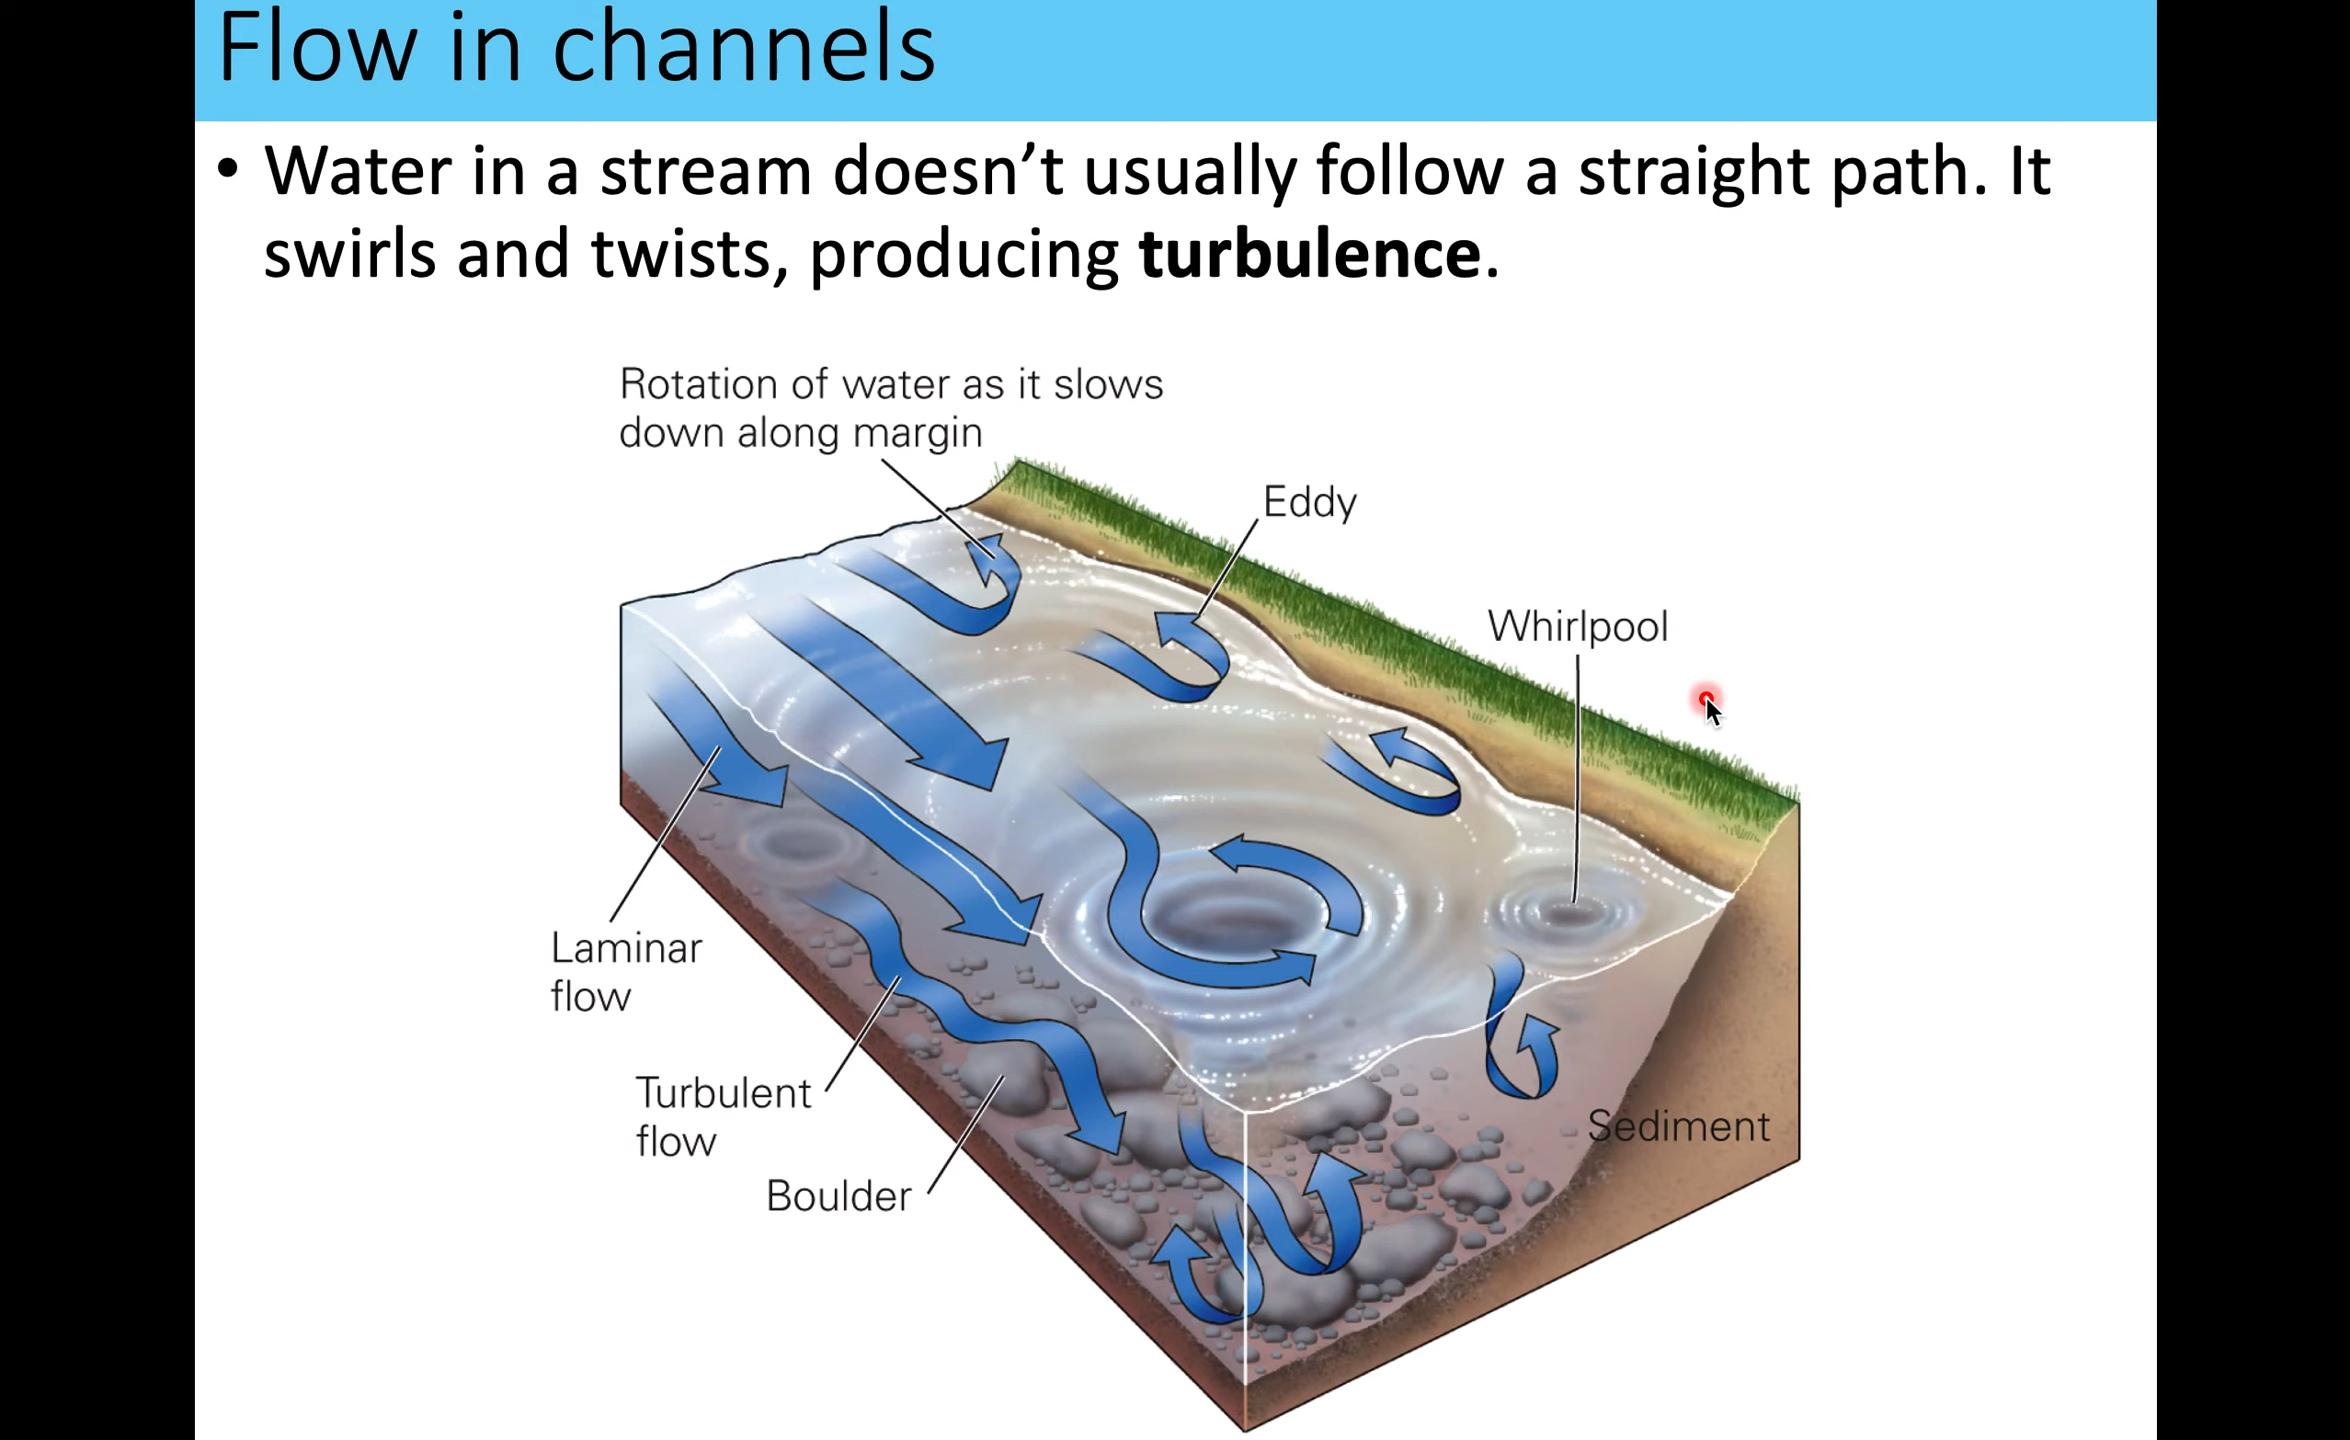 Flow in channels
• Water in a stream doesn’t usually follow a straight path. It
swirls and twists, producing turbulence.
Rotation of water as it slows
down along margin
Eddy
Whirlpool
Laminar
flow
Turbulent
flow
Boulder
Sediment